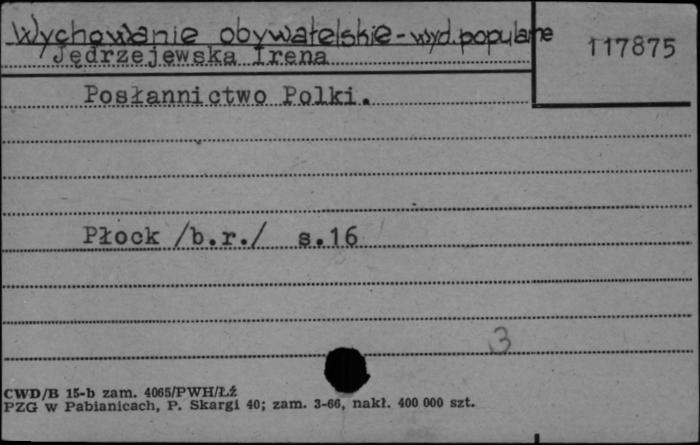 Wychowanie obywatelskie - wyd. popularne
117875
Jędrzejewska Irena
Posłannictwo Polki.
Płock /b.r./ s.16
3
CWD/B 15-b zam. 4065/PWH/ŁŹ
PZG w Pabianicach, P. Skargi 40; zam. 3-66, nakł. 400 000 szt.